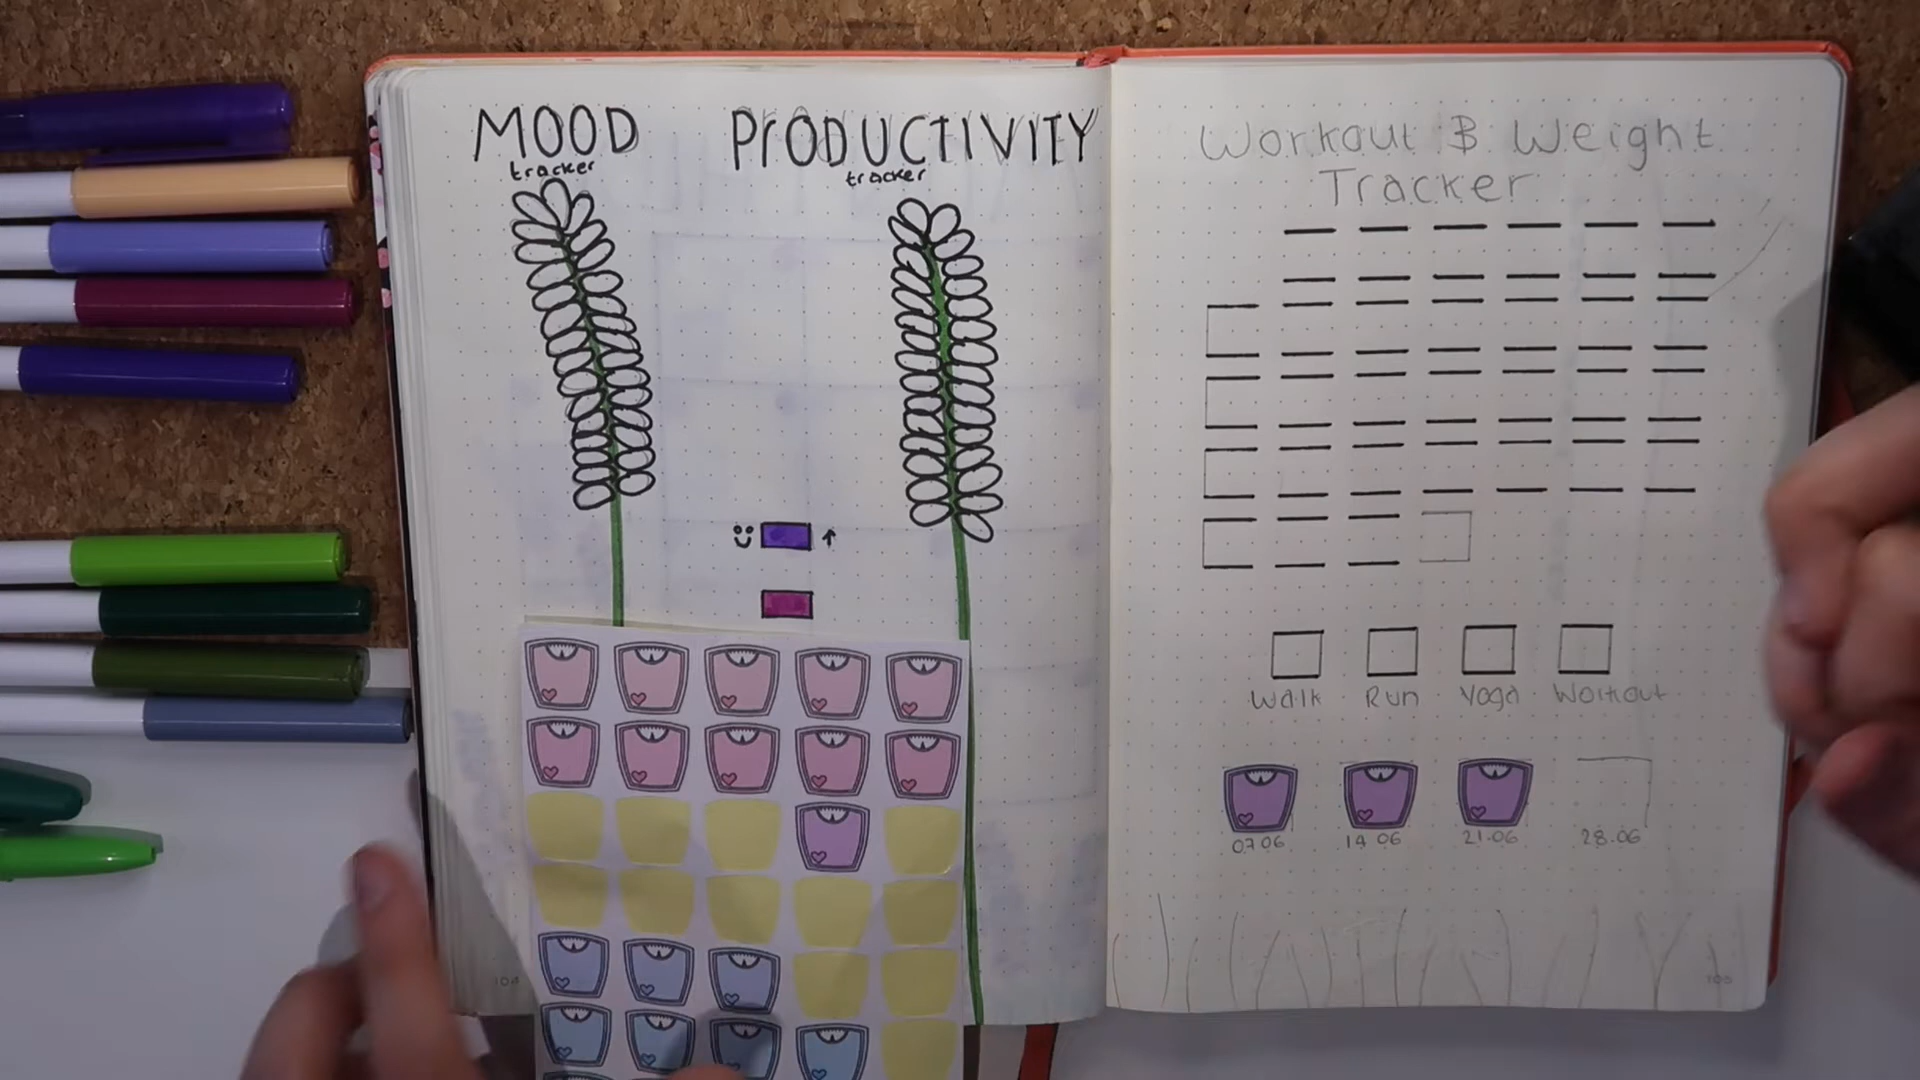 MOOD
tracker
PrODUCTIVITY
tracker
Workout & Weight
Tracker
Walk Run Yoga Workout
07.06 14.06 21.06 28.06
104